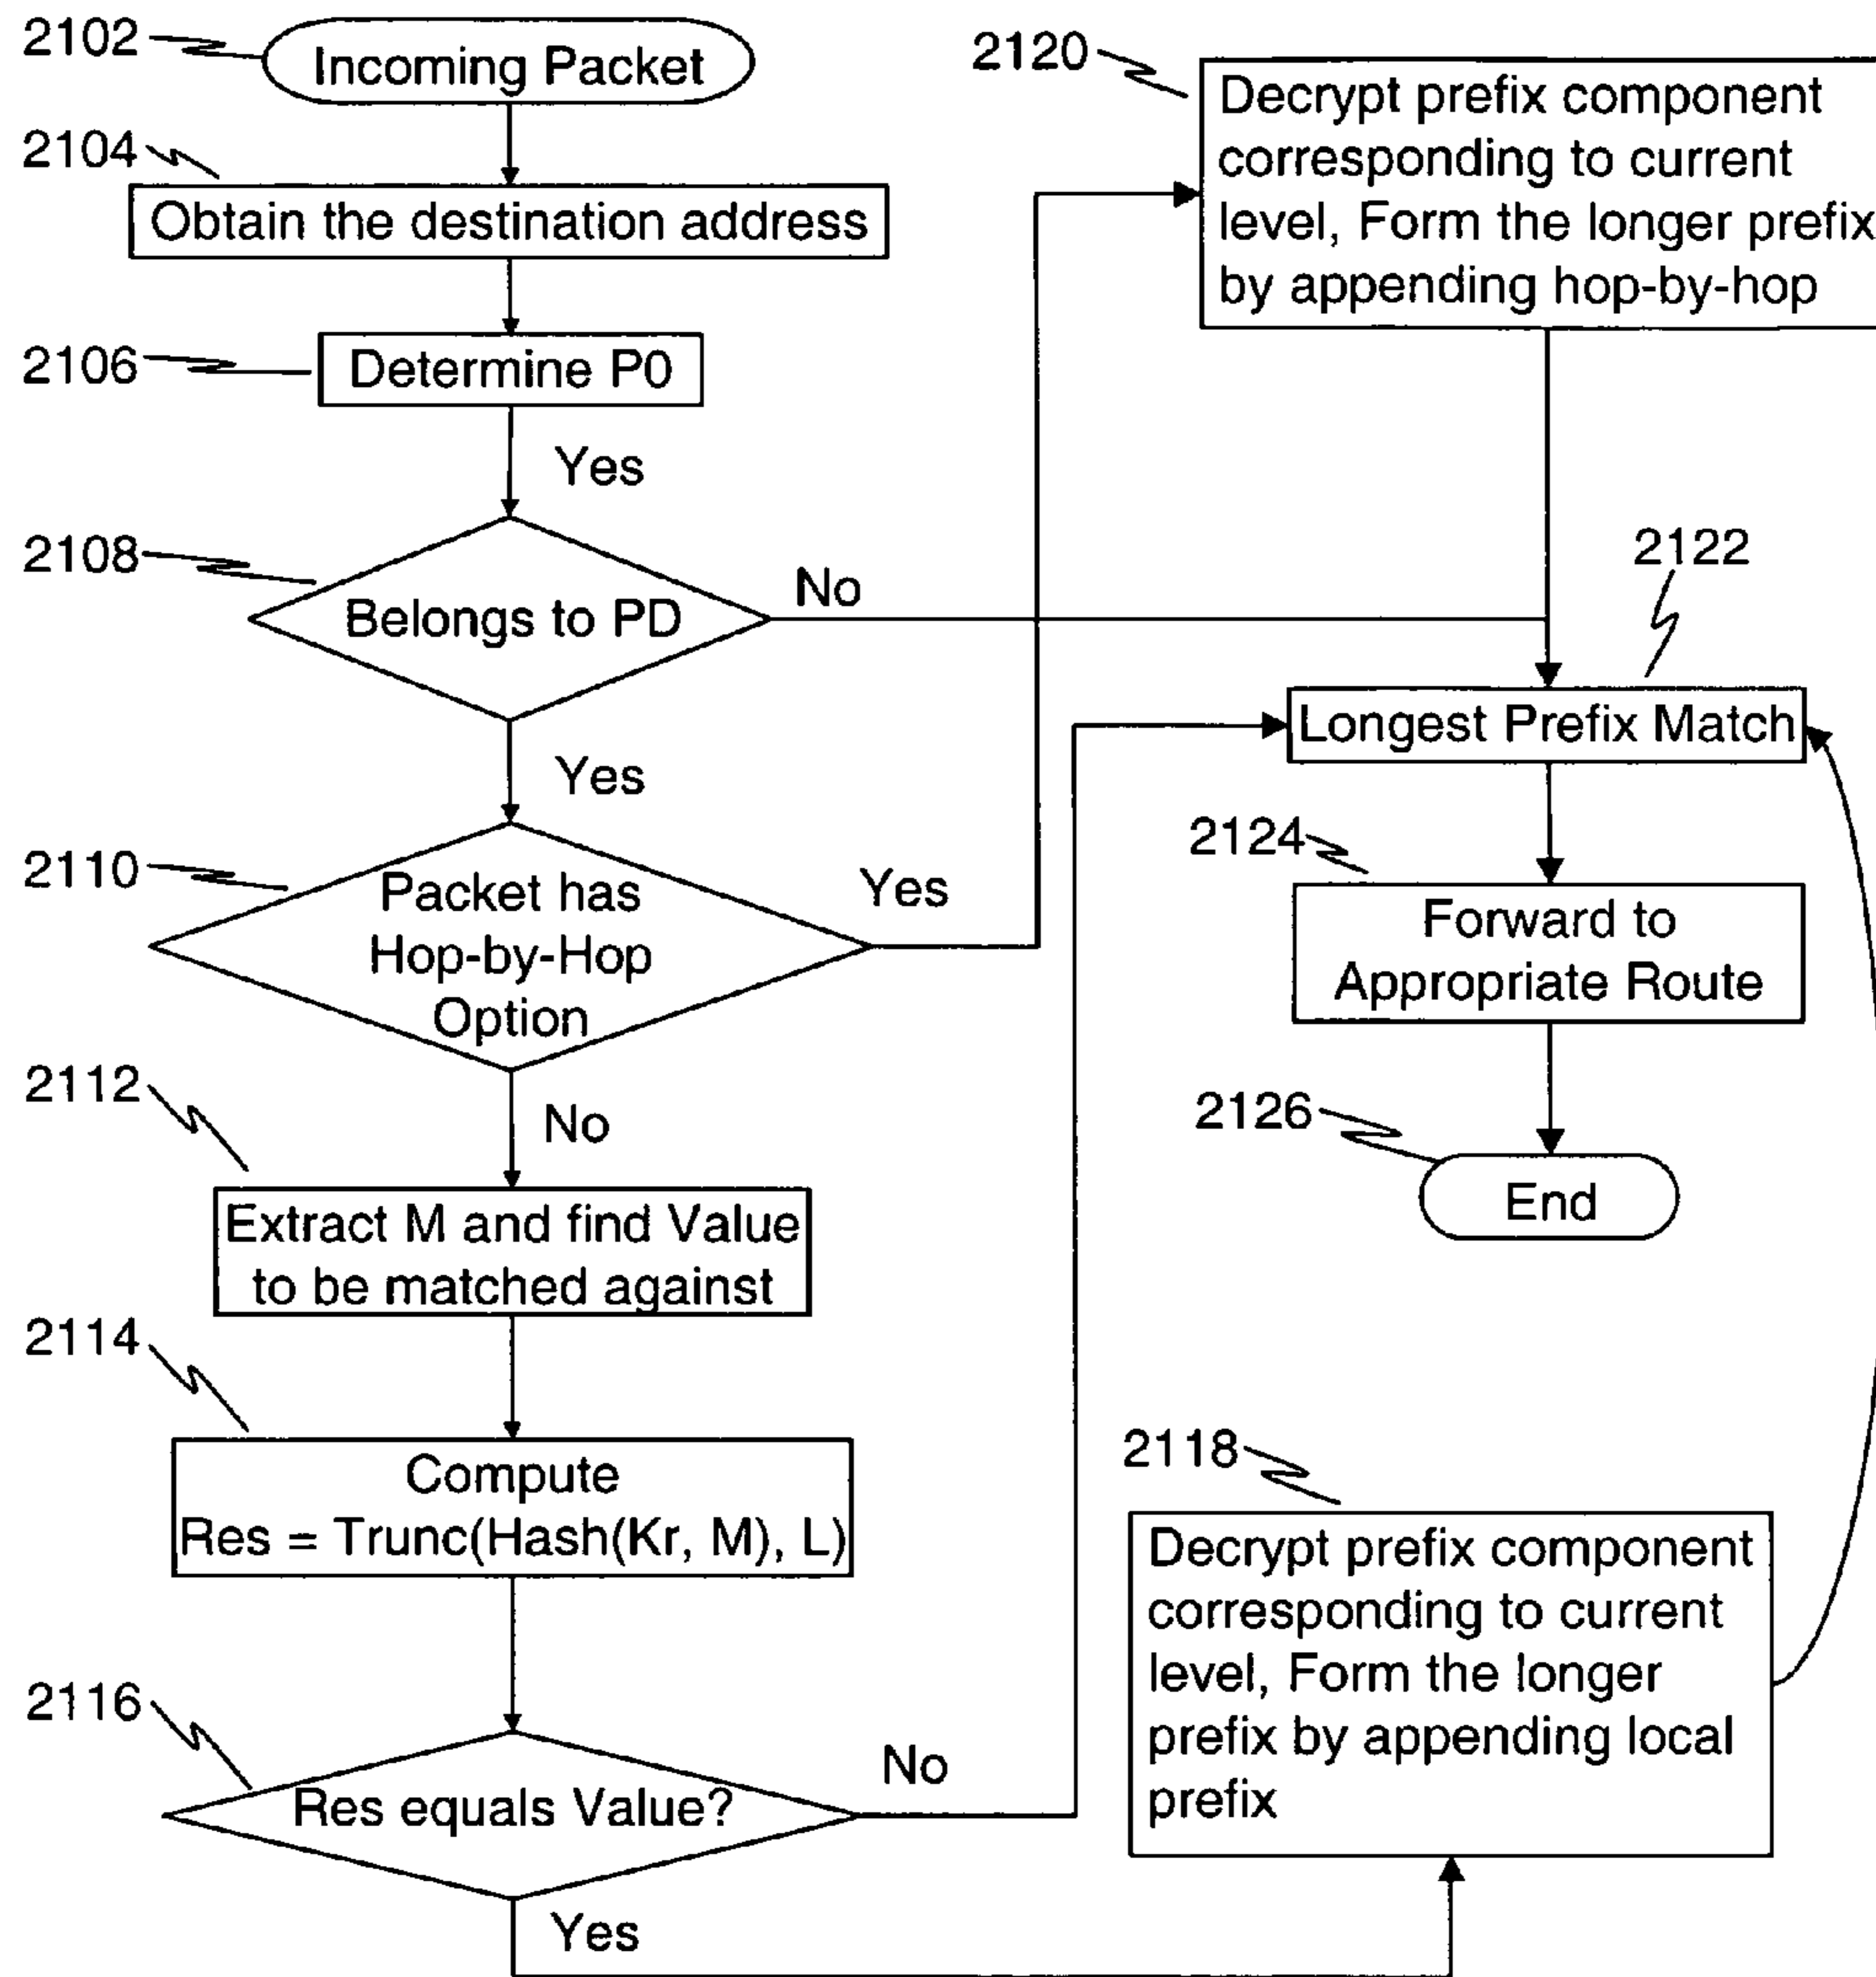 2102
Incoming Packet
2104
Obtain the destination address
2106
Determine P0
Yes
2108
Belongs to PD
No
Yes
2110
Packet has
Hop-by-Hop
Option
Yes
No
2112
Extract M and find Value
to be matched against
2114
Compute
Res = Trunc(Hash(Kr, M), L)
2116
Res equals Value?
No
Yes
2120
Decrypt prefix component
corresponding to current
level, Form the longer prefix
by appending hop-by-hop
2122
Longest Prefix Match
2124
Forward to
Appropriate Route
2126
End
2118
Decrypt prefix component
corresponding to current
level, Form the longer
prefix by appending local
prefix